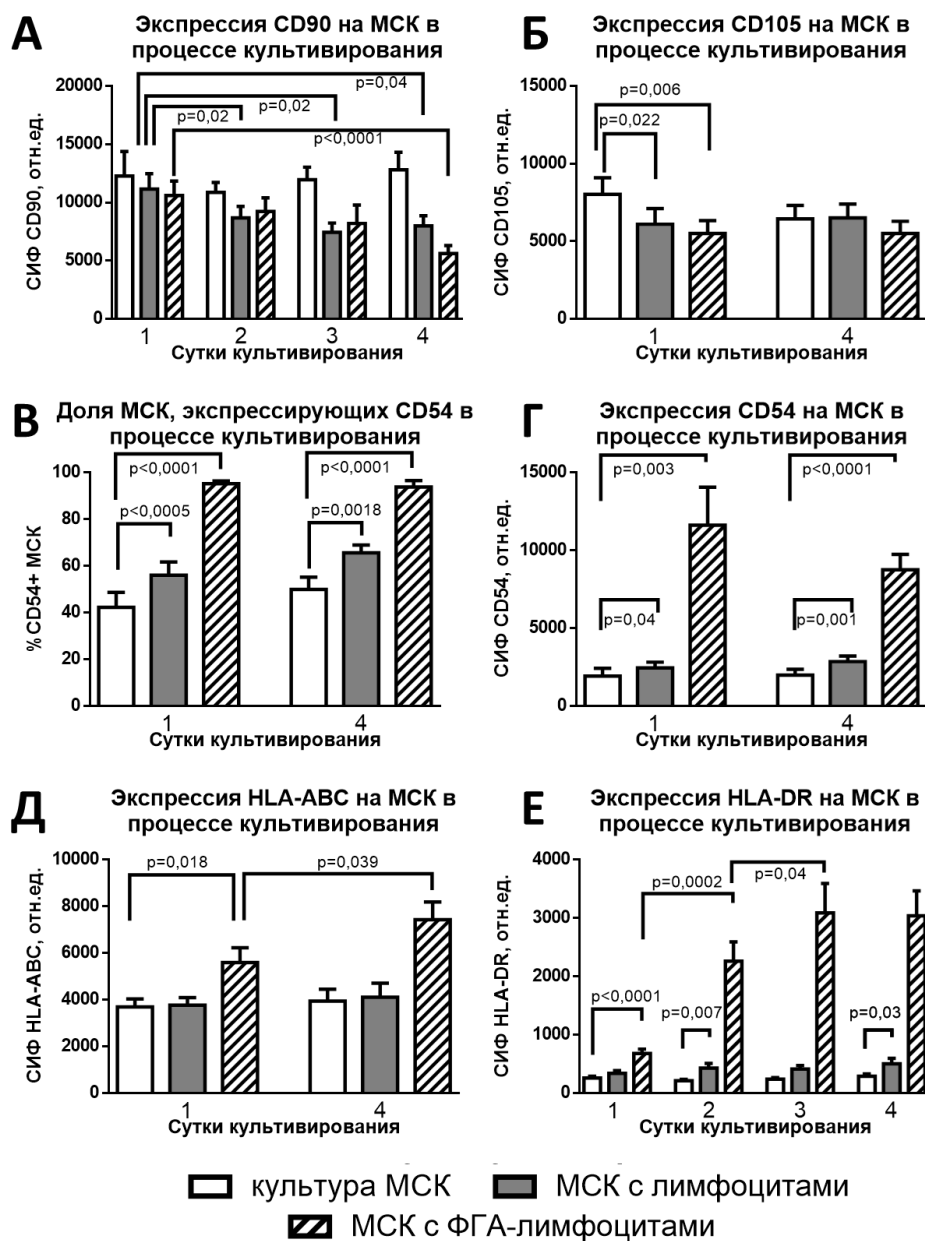 А
Экспрессия CD90 на МСК в
процессе культивирования
20000
15000
10000
5000
0
СИФ CD90, отн.ед.
p=0,04
p=0,02
p=0,02
p<0,0001
1
2
3
4
Сутки культивирования
Б
Экспрессия CD105 на МСК в
процессе культивирования
15000
10000
5000
0
СИФ CD105, отн.ед.
p=0,006
p=0,022
1
4
Сутки культивирования
В
Доля МСК, экспрессирующих CD54 в
процессе культивирования
100
80
60
40
20
0
%CD54+ МСК
p<0,0001
p<0,0005
p<0,0001
p=0,0018
1
4
Сутки культивирования
Г
Экспрессия CD54 на МСК в
процессе культивирования
15000
10000
5000
0
СИФ CD54, отн.ед.
p=0,003
p=0,04
p<0,0001
p=0,001
1
4
Сутки культивирования
Д
Экспрессия HLA-ABC на МСК в
процессе культивирования
10000
8000
6000
4000
2000
0
СИФ HLA-ABC, отн.ед.
p=0,018
p=0,039
1
4
Сутки культивирования
Е
Экспрессия HLA-DR на МСК в
процессе культивирования
4000
3000
2000
1000
0
СИФ HLA-DR, отн.ед.
p=0,04
p=0,0002
p<0,0001
p=0,007
p=0,03
1
2
3
4
Сутки культивирования
культура МСК
МСК с лимфоцитами
МСК с ФГА-лимфоцитами